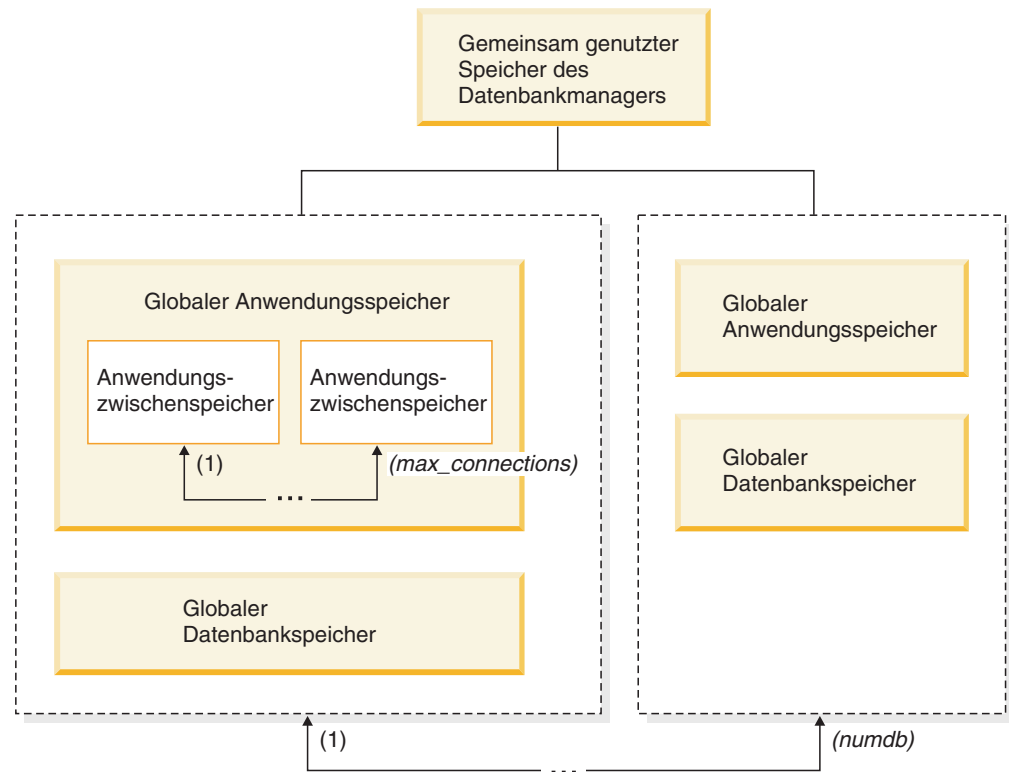 Gemeinsam genutzter
Speicher des
Datenbankmanagers
Globaler Anwendungsspeicher
Anwendungs-
zwischenspeicher
Anwendungs-
zwischenspeicher
(1)
(max_connections)
...
Globaler
Datenbankspeicher
Globaler
Anwendungsspeicher
Globaler
Datenbankspeicher
(1)
(numdb)
...